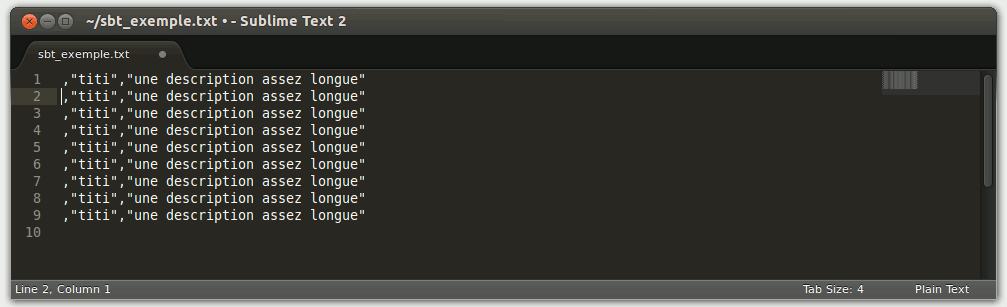 ~/sbt_exemple.txt • - Sublime Text 2
sbt_exemple.txt
1 ,"titi","une description assez longue"
2 ,"titi","une description assez longue"
3 ,"titi","une description assez longue"
4 ,"titi","une description assez longue"
5 ,"titi","une description assez longue"
6 ,"titi","une description assez longue"
7 ,"titi","une description assez longue"
8 ,"titi","une description assez longue"
9 ,"titi","une description assez longue"
10
Line 2, Column 1 Tab Size: 4 Plain Text